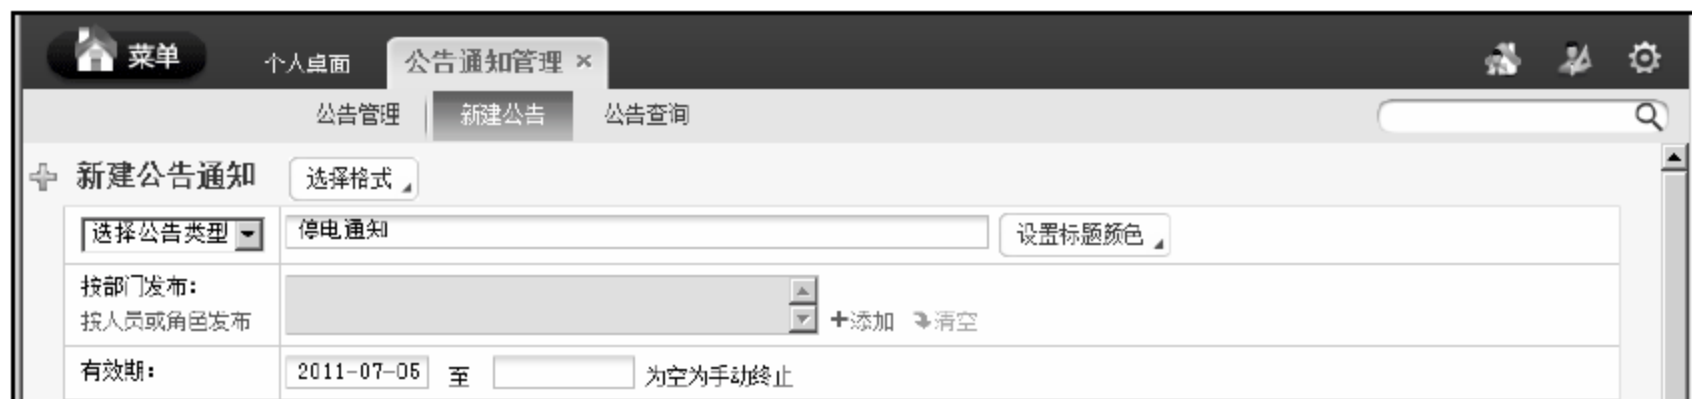 菜单 个人桌面 公告通知管理 ×
公告管理 新建公告 公告查询
新建公告通知 选择格式
选择公告类型 停电通知 设置标题颜色
按部门发布：
按人员或角色发布 +添加 清空
有效期： 2011-07-05 至 为空为手动终止